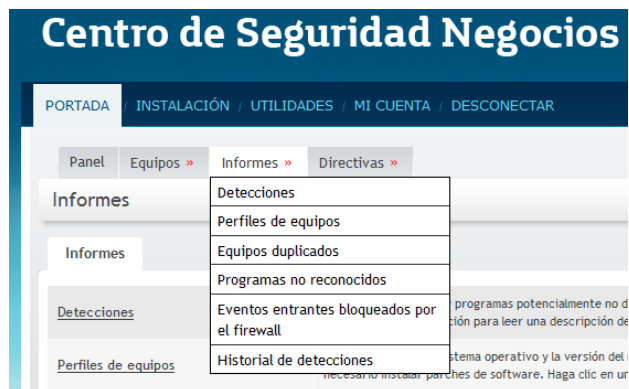 Centro de Seguridad Negocios
PORTADA / INSTALACIÓN / UTILIDADES / MI CUENTA / DESCONECTAR
Panel Equipos » Informes » Directivas »
Informes
Detecciones
Perfiles de equipos
Equipos duplicados
Programas no reconocidos
Eventos entrantes bloqueados por
el firewall
Historial de detecciones
Informes
Detecciones
programas potencialmente no
para leer una descripción
Perfiles de equipos
operativo y la versión del
necesario instalar parches de software. Haga clic en